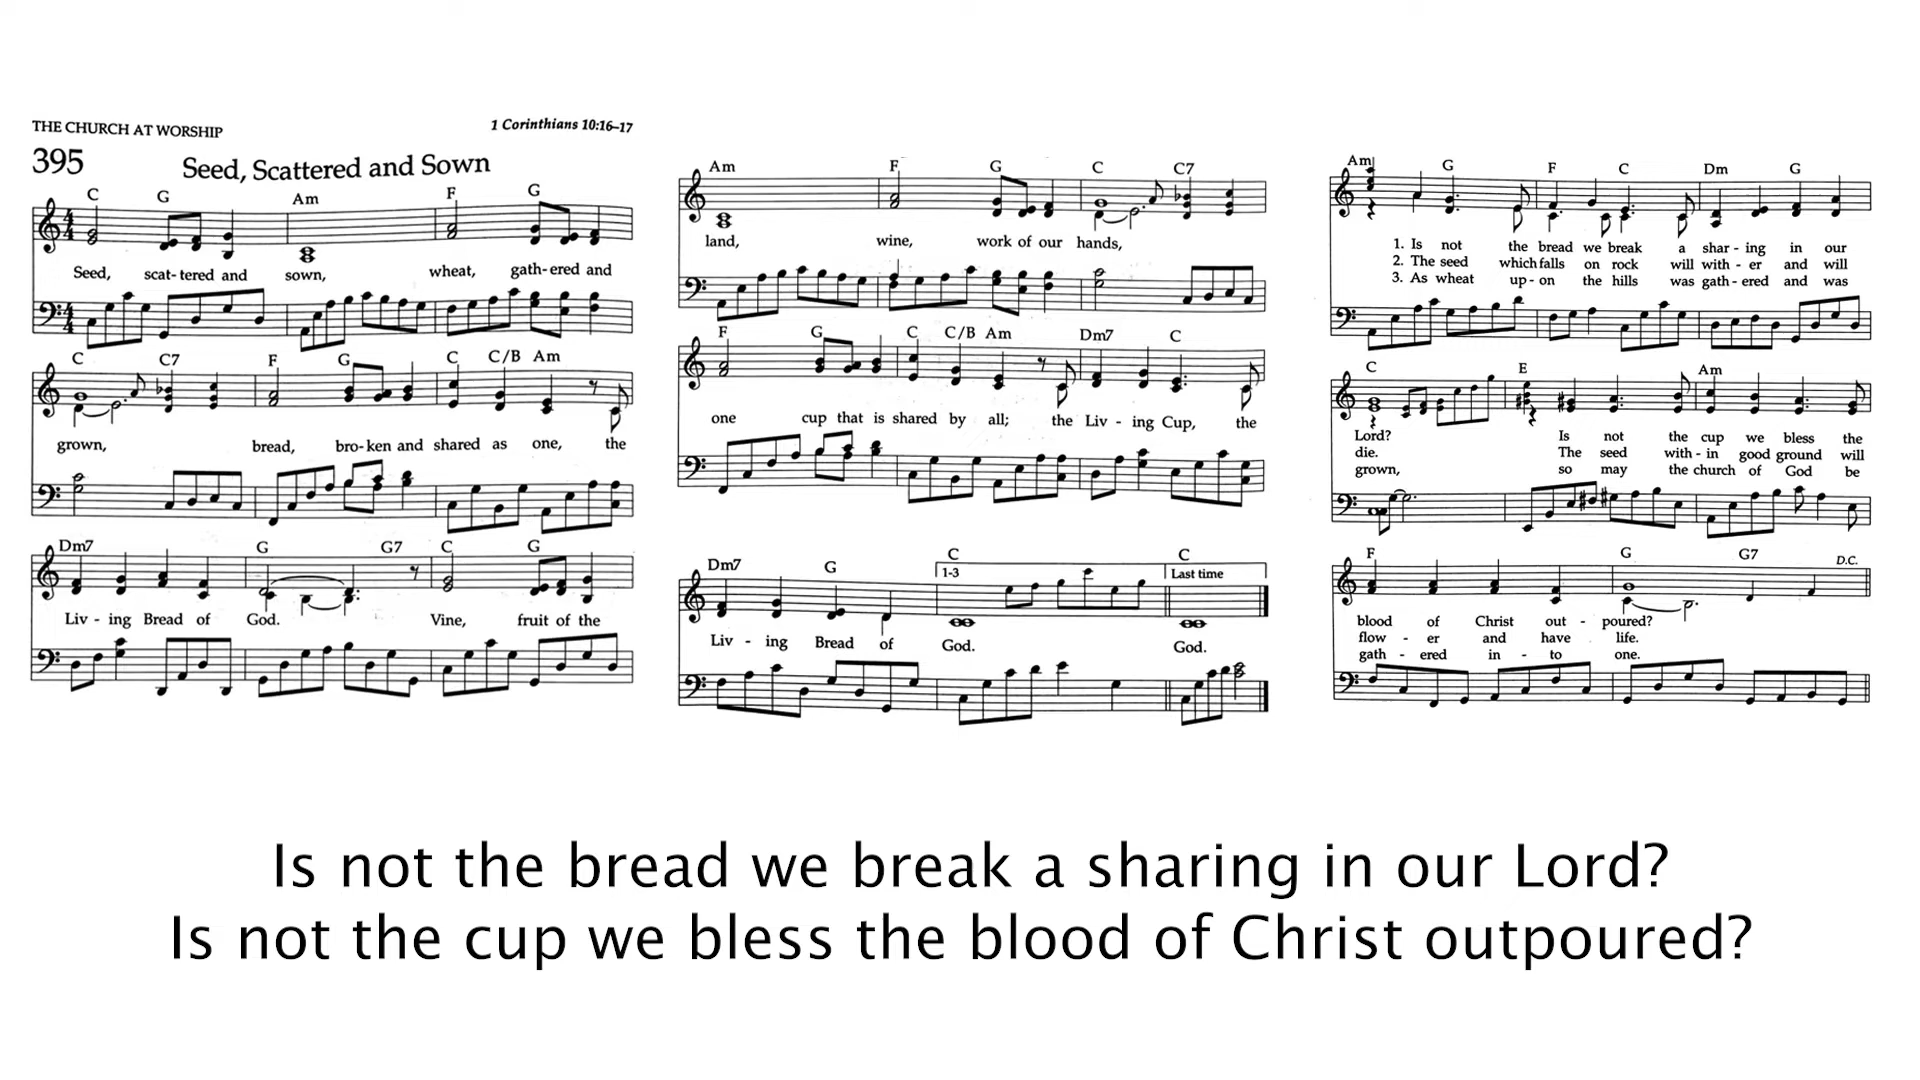 THE CHURCH AT WORSHIP
1 Corinthians 10:16–17
395
Seed, Scattered and Sown
C G Am F G
4 4
Seed, scat-tered and sown, wheat, gath-ered and
4 4
C C7 F G C C/B Am
grown, bread, bro-ken and shared as one, the
Dm7 G G7 C G
Liv - ing Bread of God. Vine, fruit of the
Am F G C C7
land, wine, work of our hands,
F G C C/B Am Dm7 C
one cup that is shared by all; the Liv - ing Cup, the
Dm7 G C C
1-3 Last time
Liv - ing Bread of God. God.
Am G F C Dm G
1. Is not the bread we break a shar - ing in our
2. The seed which falls on rock will with - er and will
3. As wheat up - on the hills was gath - ered and was
C E Am
Lord? Is not the cup we bless the
die. The seed with - in good ground will
grown, so may the church of God be
F G G7 D.C.
blood of Christ out - poured?
flow - er and have life.
gath - ered in - to one.
Is not the bread we break a sharing in our Lord?
Is not the cup we bless the blood of Christ outpoured?